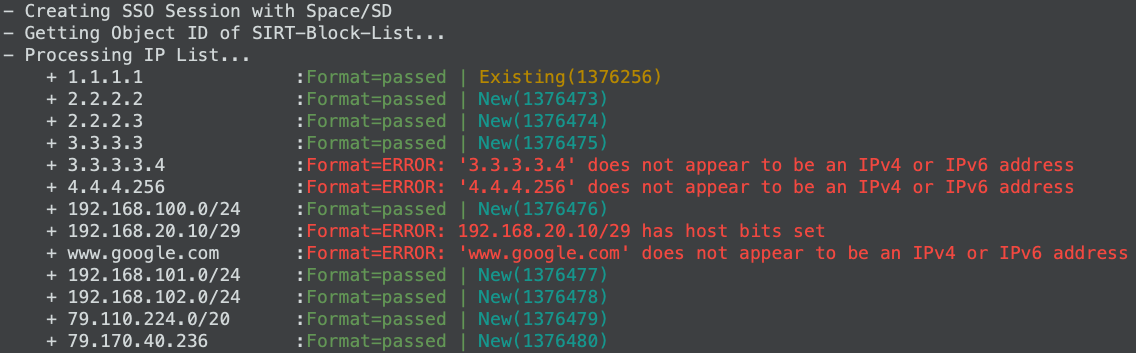 - Creating SSO Session with Space/SD
- Getting Object ID of SIRT-Block-List...
- Processing IP List...
    + 1.1.1.1              :Format=passed | Existing(1376256)
    + 2.2.2.2              :Format=passed | New(1376473)
    + 2.2.2.3              :Format=passed | New(1376474)
    + 3.3.3.3              :Format=passed | New(1376475)
    + 3.3.3.3.4            :Format=ERROR: '3.3.3.3.4' does not appear to be an IPv4 or IPv6 address
    + 4.4.4.256            :Format=ERROR: '4.4.4.256' does not appear to be an IPv4 or IPv6 address
    + 192.168.100.0/24     :Format=passed | New(1376476)
    + 192.168.20.10/29     :Format=ERROR: 192.168.20.10/29 has host bits set
    + www.google.com       :Format=ERROR: 'www.google.com' does not appear to be an IPv4 or IPv6 address
    + 192.168.101.0/24     :Format=passed | New(1376477)
    + 192.168.102.0/24     :Format=passed | New(1376478)
    + 79.110.224.0/20      :Format=passed | New(1376479)
    + 79.170.40.236        :Format=passed | New(1376480)